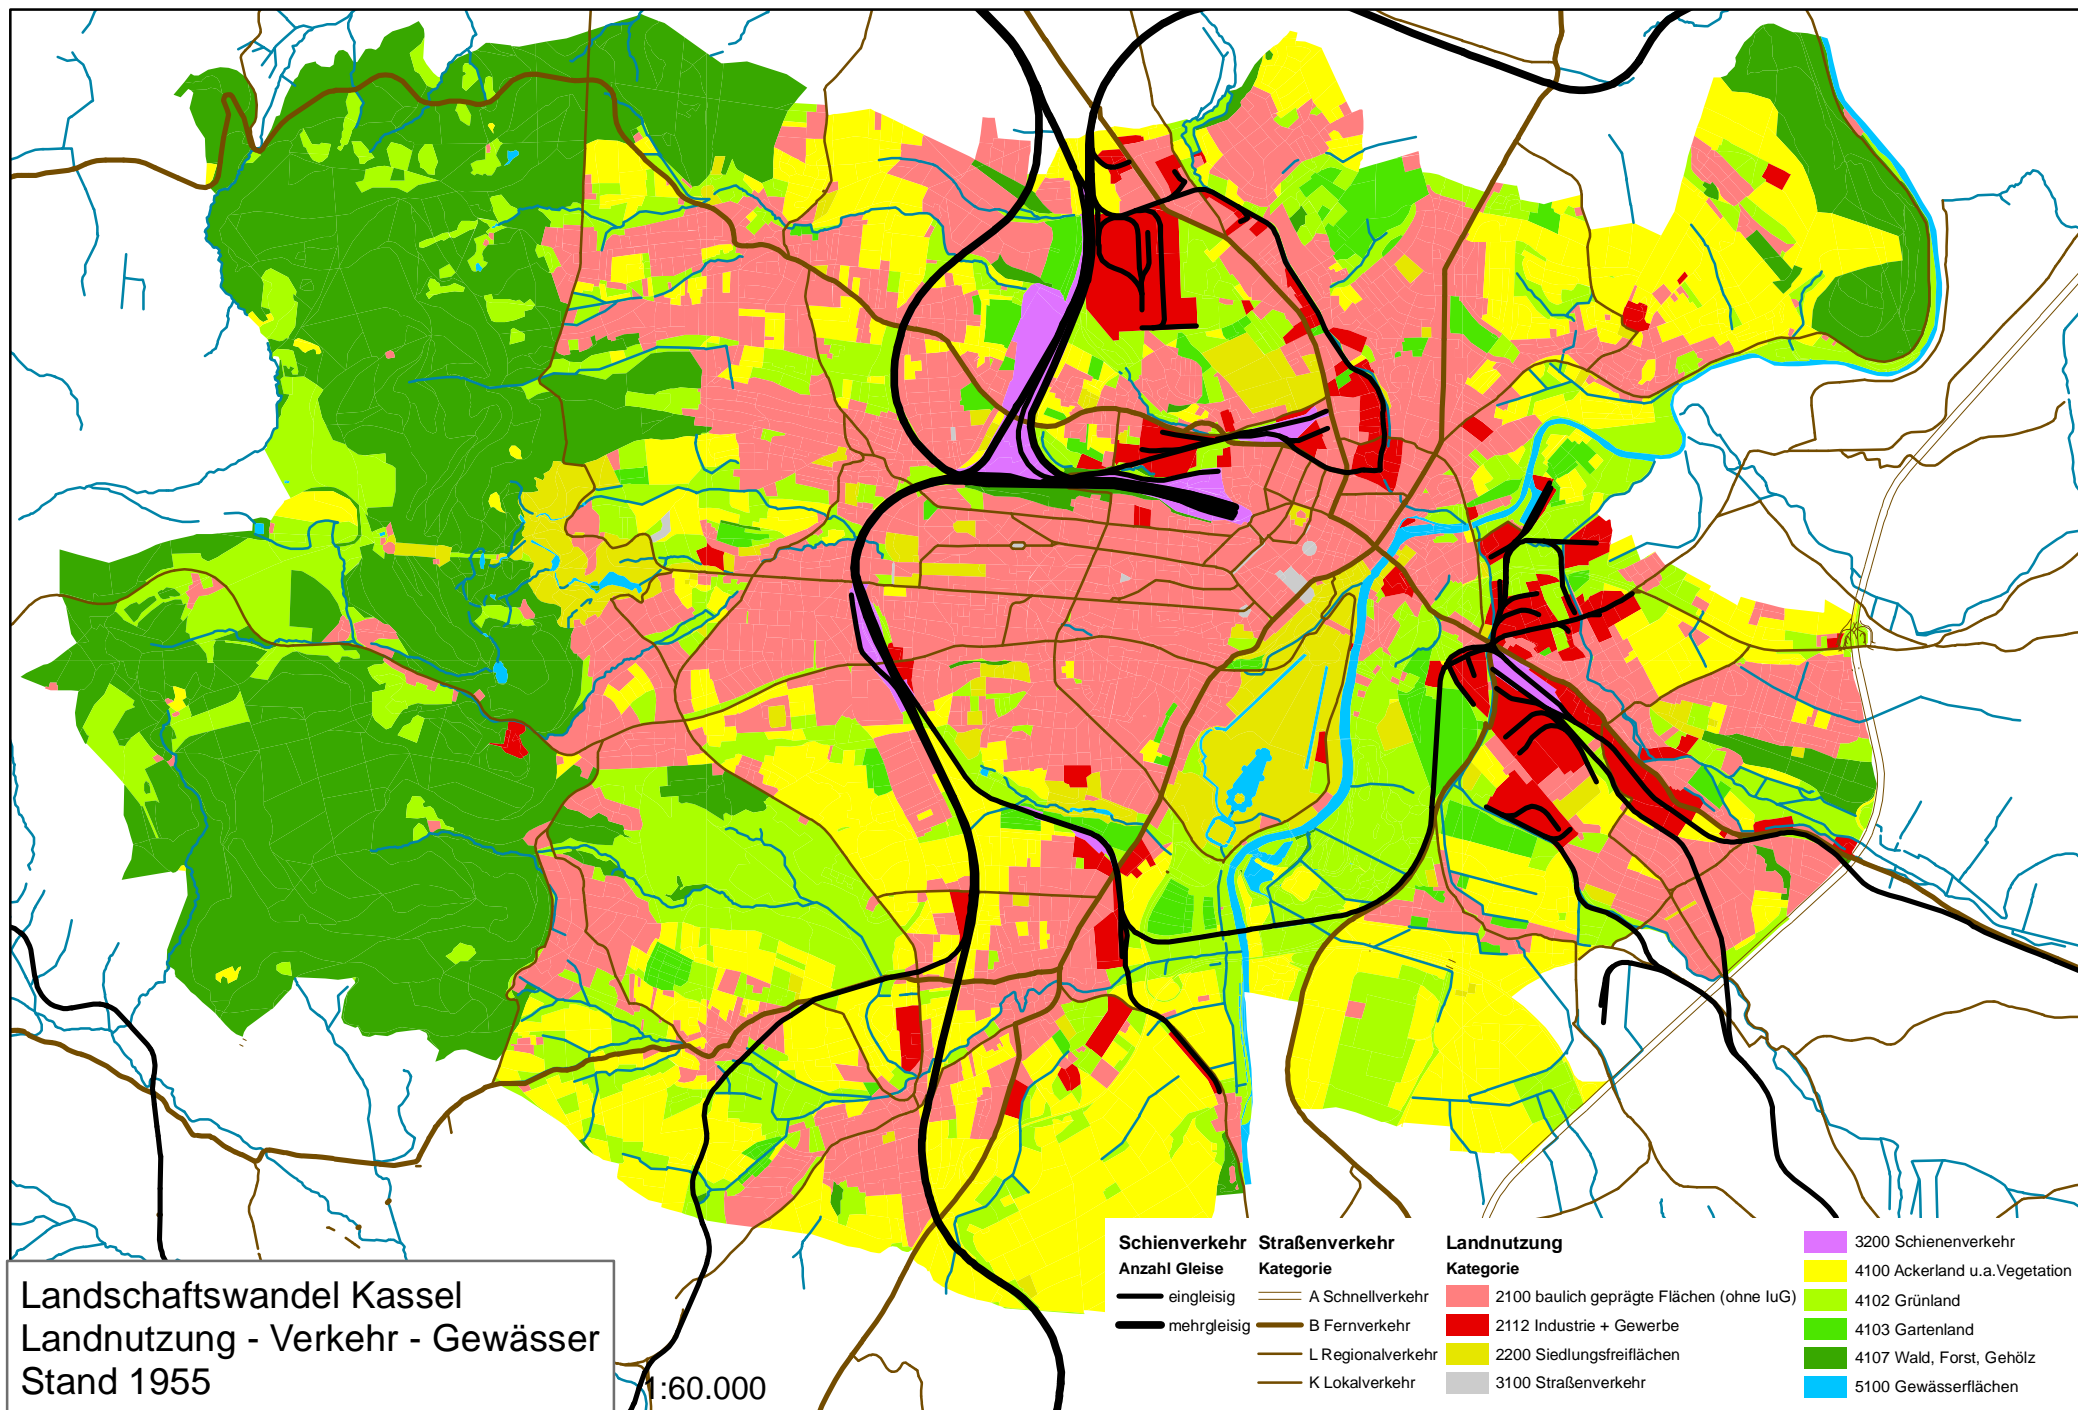 Landschaftswandel Kassel
Landnutzung - Verkehr - Gewässer
Stand 1955
1:60.000
Schienverkehr
Anzahl Gleise
eingleisig
mehrgleisig
Straßenverkehr
Kategorie
A Schnellverkehr
B Fernverkehr
L Regionalverkehr
K Lokalverkehr
Landnutzung
Kategorie
2100 baulich geprägte Flächen (ohne IuG)
2112 Industrie + Gewerbe
2200 Siedlungsfreiflächen
3100 Straßenverkehr
3200 Schienenverkehr
4100 Ackerland u.a.Vegetation
4102 Grünland
4103 Gartenland
4107 Wald, Forst, Gehölz
5100 Gewässerflächen